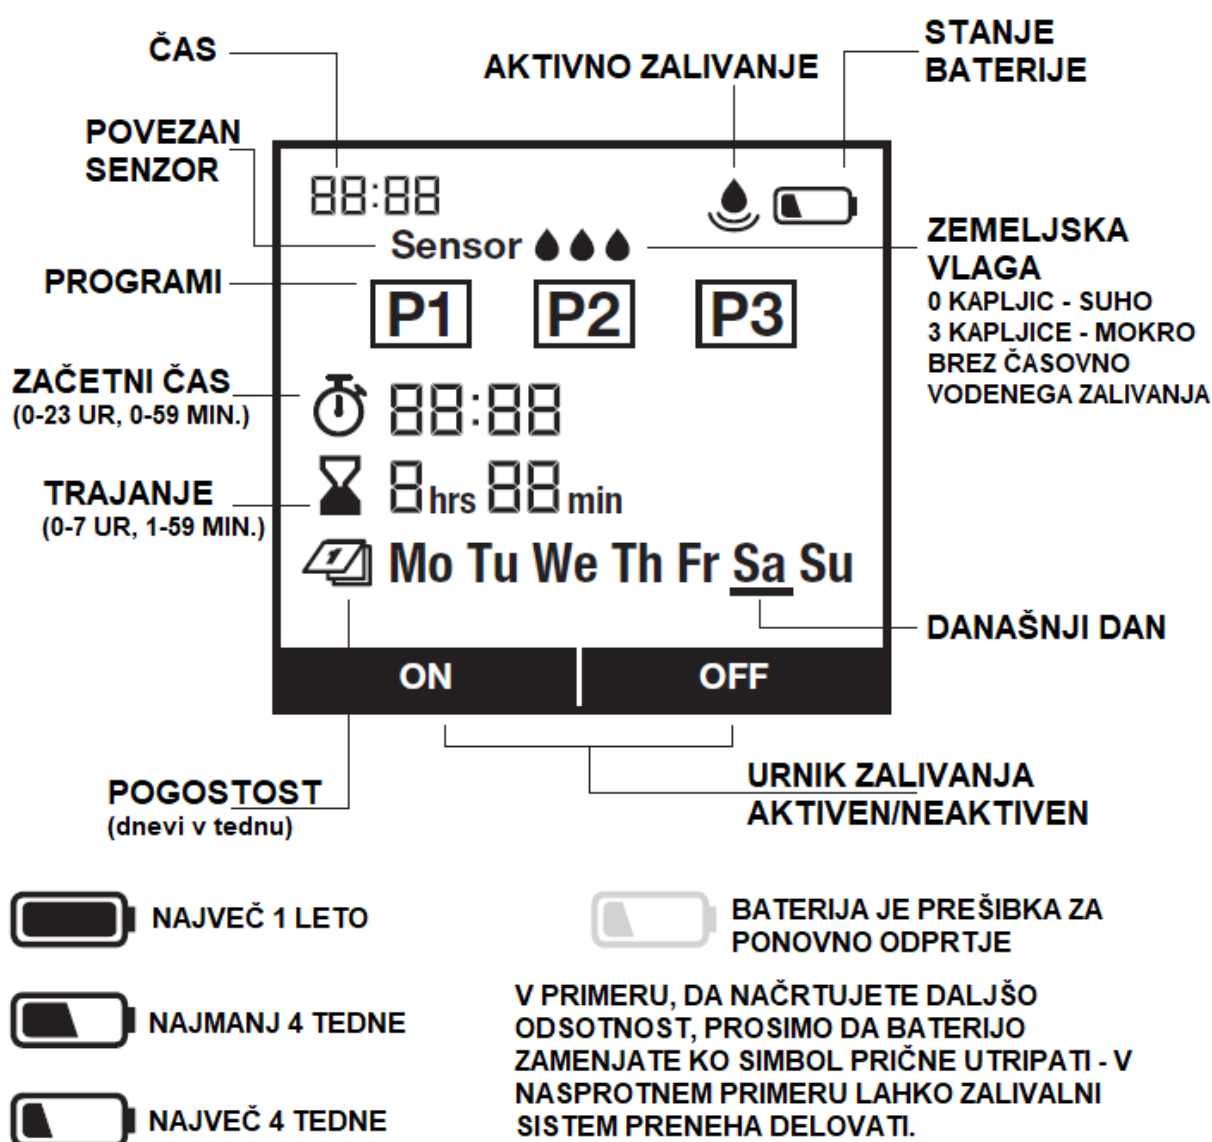 ČAS
AKTIVNO ZALIVANJE
STANJE
BATERIJE
POVEZAN
SENZOR
88:88
Sensor
ZEMELJSKA
VLAGA
0 KAPLJIC - SUHO
3 KAPLJICE - MOKRO
BREZ ČASOVNO
VODENEGA ZALIVANJA
PROGRAMI
P1 P2 P3
ZAČETNI ČAS
(0-23 UR, 0-59 MIN.)
88:88
TRAJANJE
(0-7 UR, 1-59 MIN.)
8 hrs 88 min
1 Mo Tu We Th Fr Sa Su
DANAŠNJI DAN
ON OFF
POGOSTOST
(dnevi v tednu)
URNIK ZALIVANJA
AKTIVEN/NEAKTIVEN
NAJVEČ 1 LETO
BATERIJA JE PREŠIBKA ZA
PONOVNO ODPRTJE
NAJMANJ 4 TEDNE
NAJVEČ 4 TEDNE
V PRIMERU, DA NAČRTUJETE DALJŠO
ODSOTNOST, PROSIMO DA BATERIJO
ZAMENJATE KO SIMBOL PRIČNE UTRIPATI - V
NASPROTNEM PRIMERU LAHKO ZALIVALNI
SISTEM PRENEHA DELOVATI.